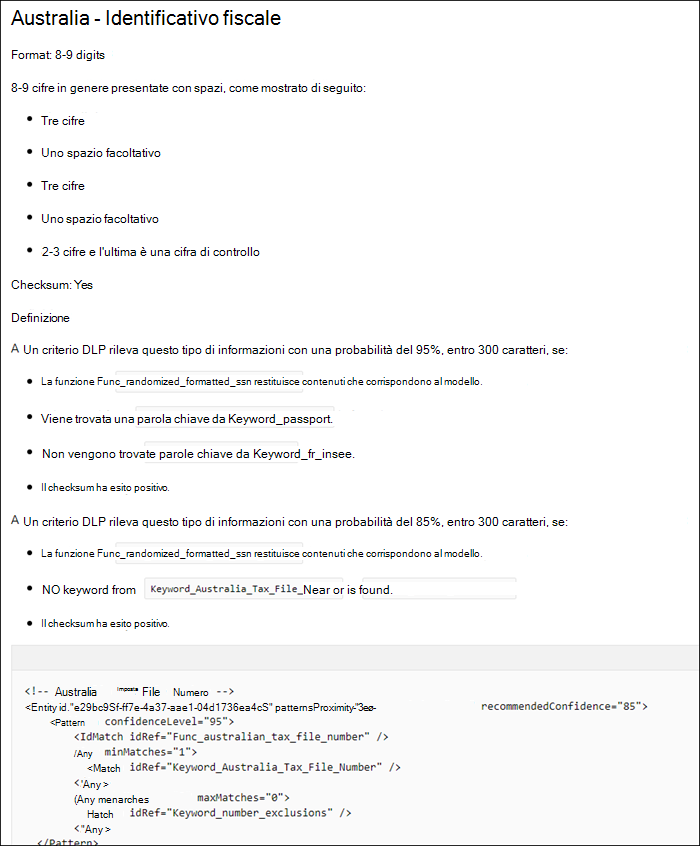 Australia - Identificativo fiscale
Format: 8-9 digits
8-9 cifre in genere presentate con spazi, come mostrato di seguito:
Tre cifre
Uno spazio facoltativo
Tre cifre
Uno spazio facoltativo
2-3 cifre e l'ultima è una cifra di controllo
Checksum: Yes
Definizione
A Un criterio DLP rileva questo tipo di informazioni con una probabilità del 95%, entro 300 caratteri, se:
La funzione Func_randomized_formatted_ssn restituisce contenuti che corrispondono al modello.
Viene trovata una parola chiave da Keyword_passport.
Non vengono trovate parole chiave da Keyword_fr_insee.
Il checksum ha esito positivo.
A Un criterio DLP rileva questo tipo di informazioni con una probabilità del 85%, entro 300 caratteri, se:
La funzione Func_randomized_formatted_ssn restituisce contenuti che corrispondono al modello.
NO keyword from Keyword_Australia_Tax_File_Near or is found.
Il checksum ha esito positivo.
<!-- Australia Imposta File Numero -->
<Entity id."e29bc9Sf-ff7e-4a37-aae1-04d1736ea4cS" patternsProximity-"3eø- recommendedConfidence="85">
<Pattern confidenceLevel="95">
<IdMatch idRef="Func_australian_tax_file_number" />
/Any minMatches="1">
<Match idRef="Keyword_Australia_Tax_File_Number" />
<'Any >
(Any menarches maxMatches="0">
Hatch idRef="Keyword_number_exclusions" />
<"Any >
</Pattern>